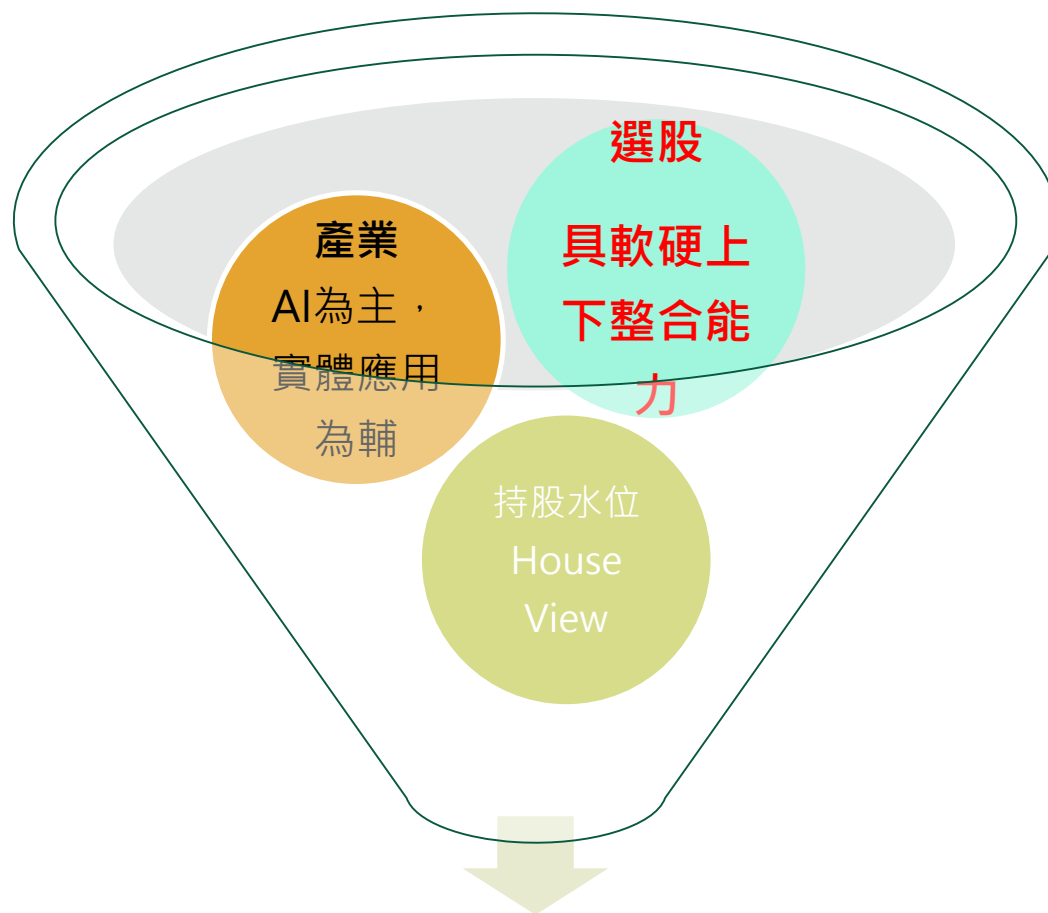 選股
具軟硬上
下整合能
力
產業
AI為主，
實體應用
為輔
持股水位
House
View